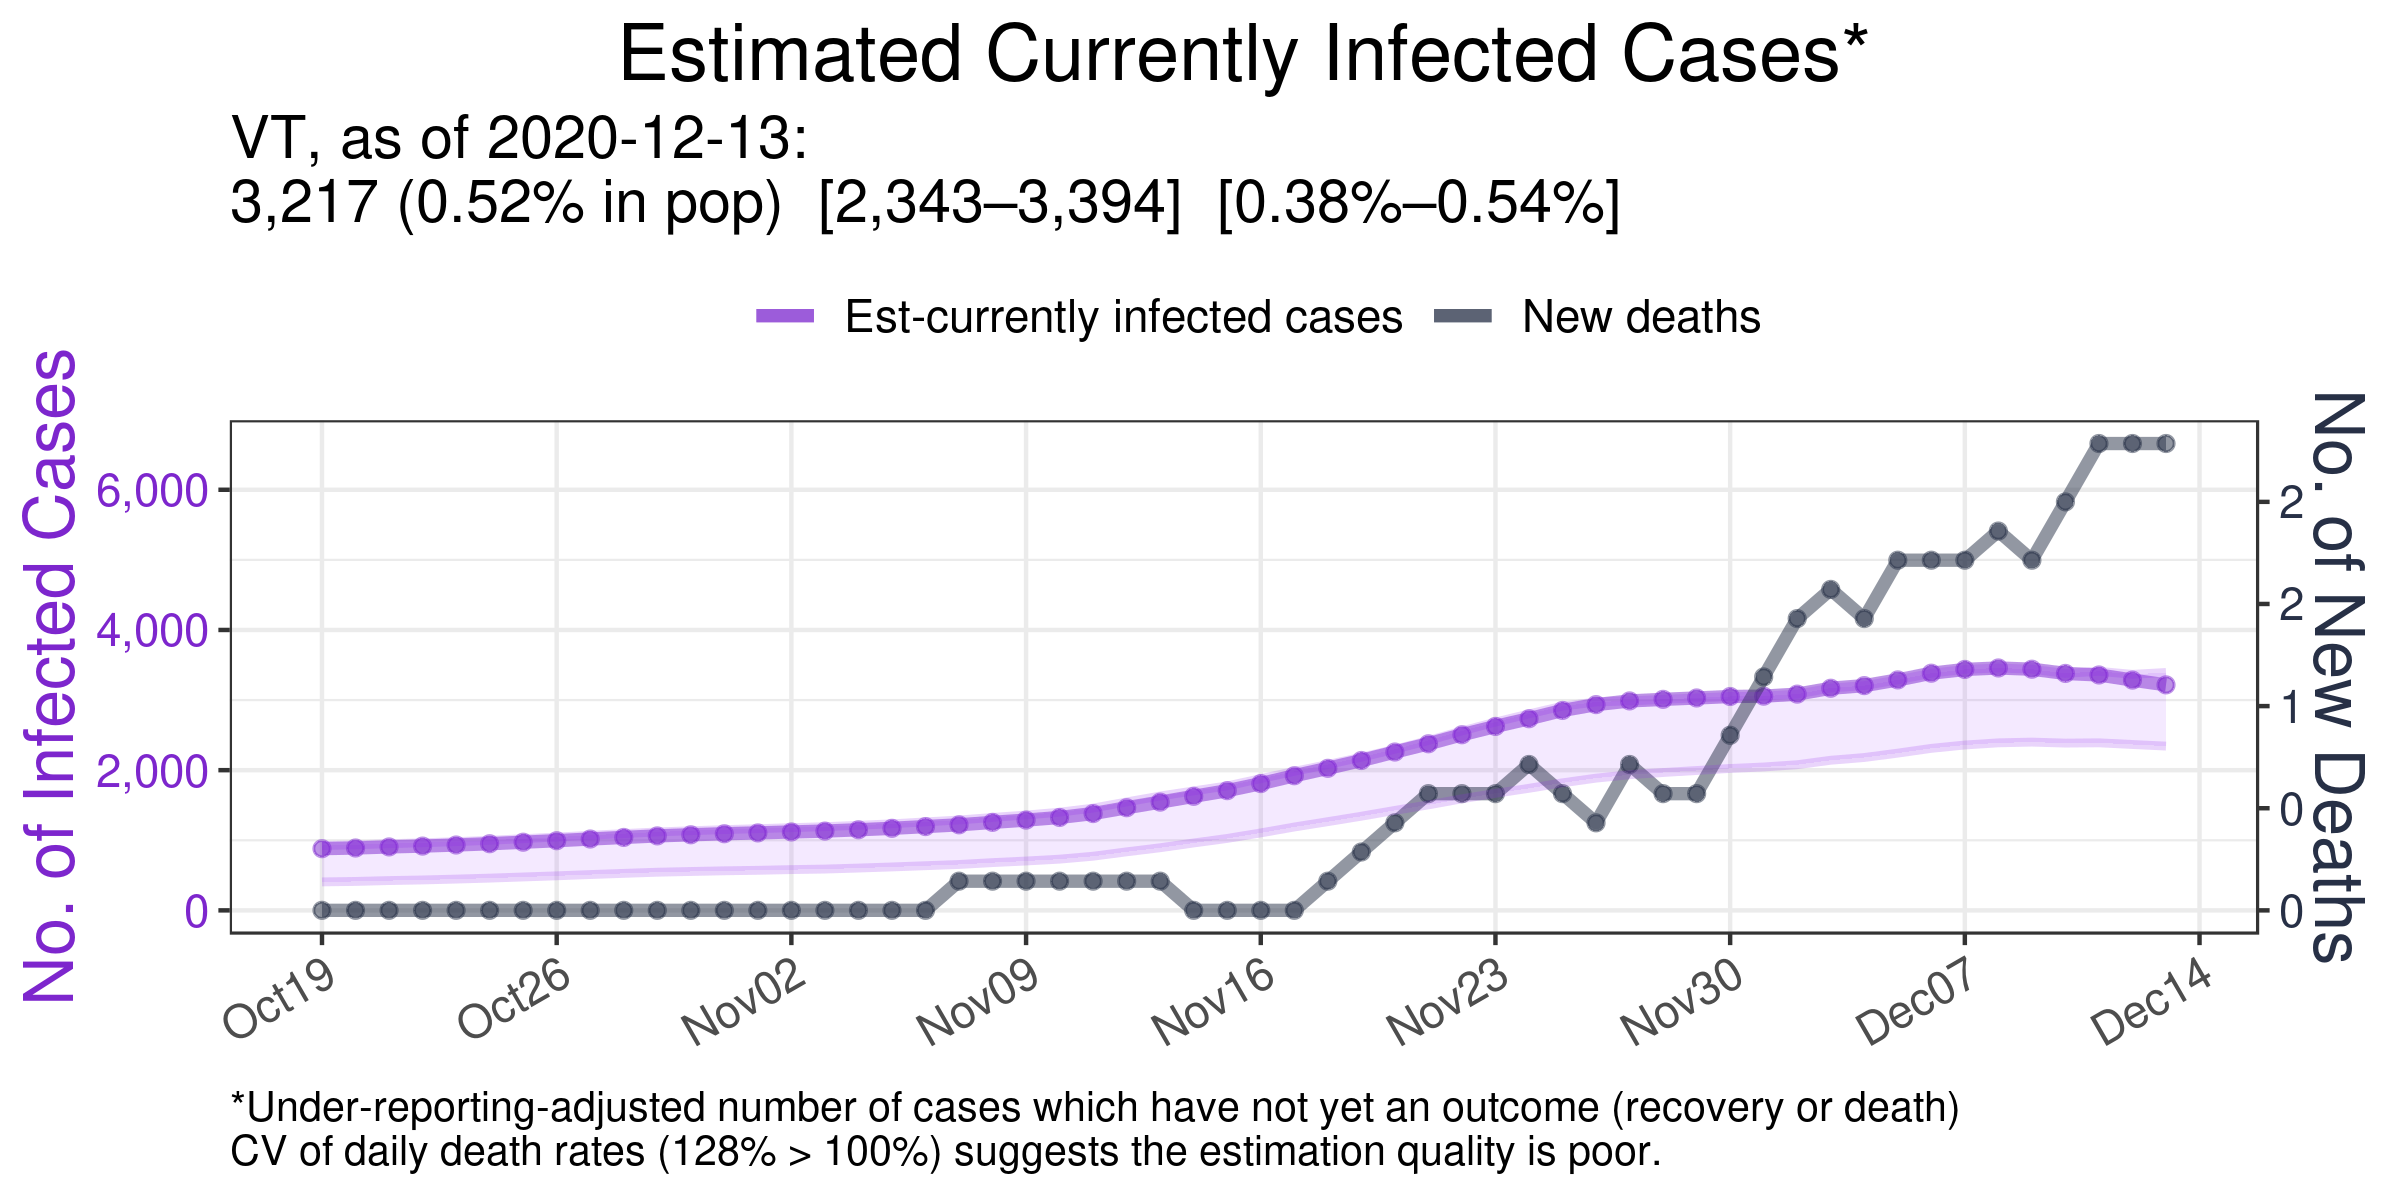 Estimated Currently Infected Cases*
VT, as of 2020-12-13:
3,217 (0.52% in pop)  [2,343–3,394]  [0.38%–0.54%]
Est-currently infected cases
New deaths
No. of Infected Cases
6,000
4,000
2,000
0
2
2
1
0
0
No. of New Deaths
Oct19
Oct26
Nov02
Nov09
Nov16
Nov23
Nov30
Dec07
Dec14
*Under-reporting-adjusted number of cases which have not yet an outcome (recovery or death)
CV of daily death rates (128% > 100%) suggests the estimation quality is poor.